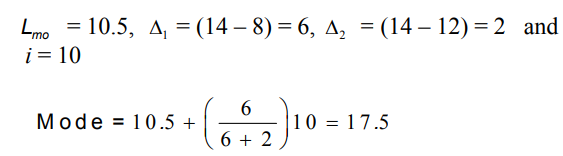 L_mo = 10.5, Δ₁ = (14 – 8) = 6, Δ₂ = (14 – 12) = 2 and
i = 10
Mode = 10.5 + (6 / (6 + 2)) 10 = 17.5